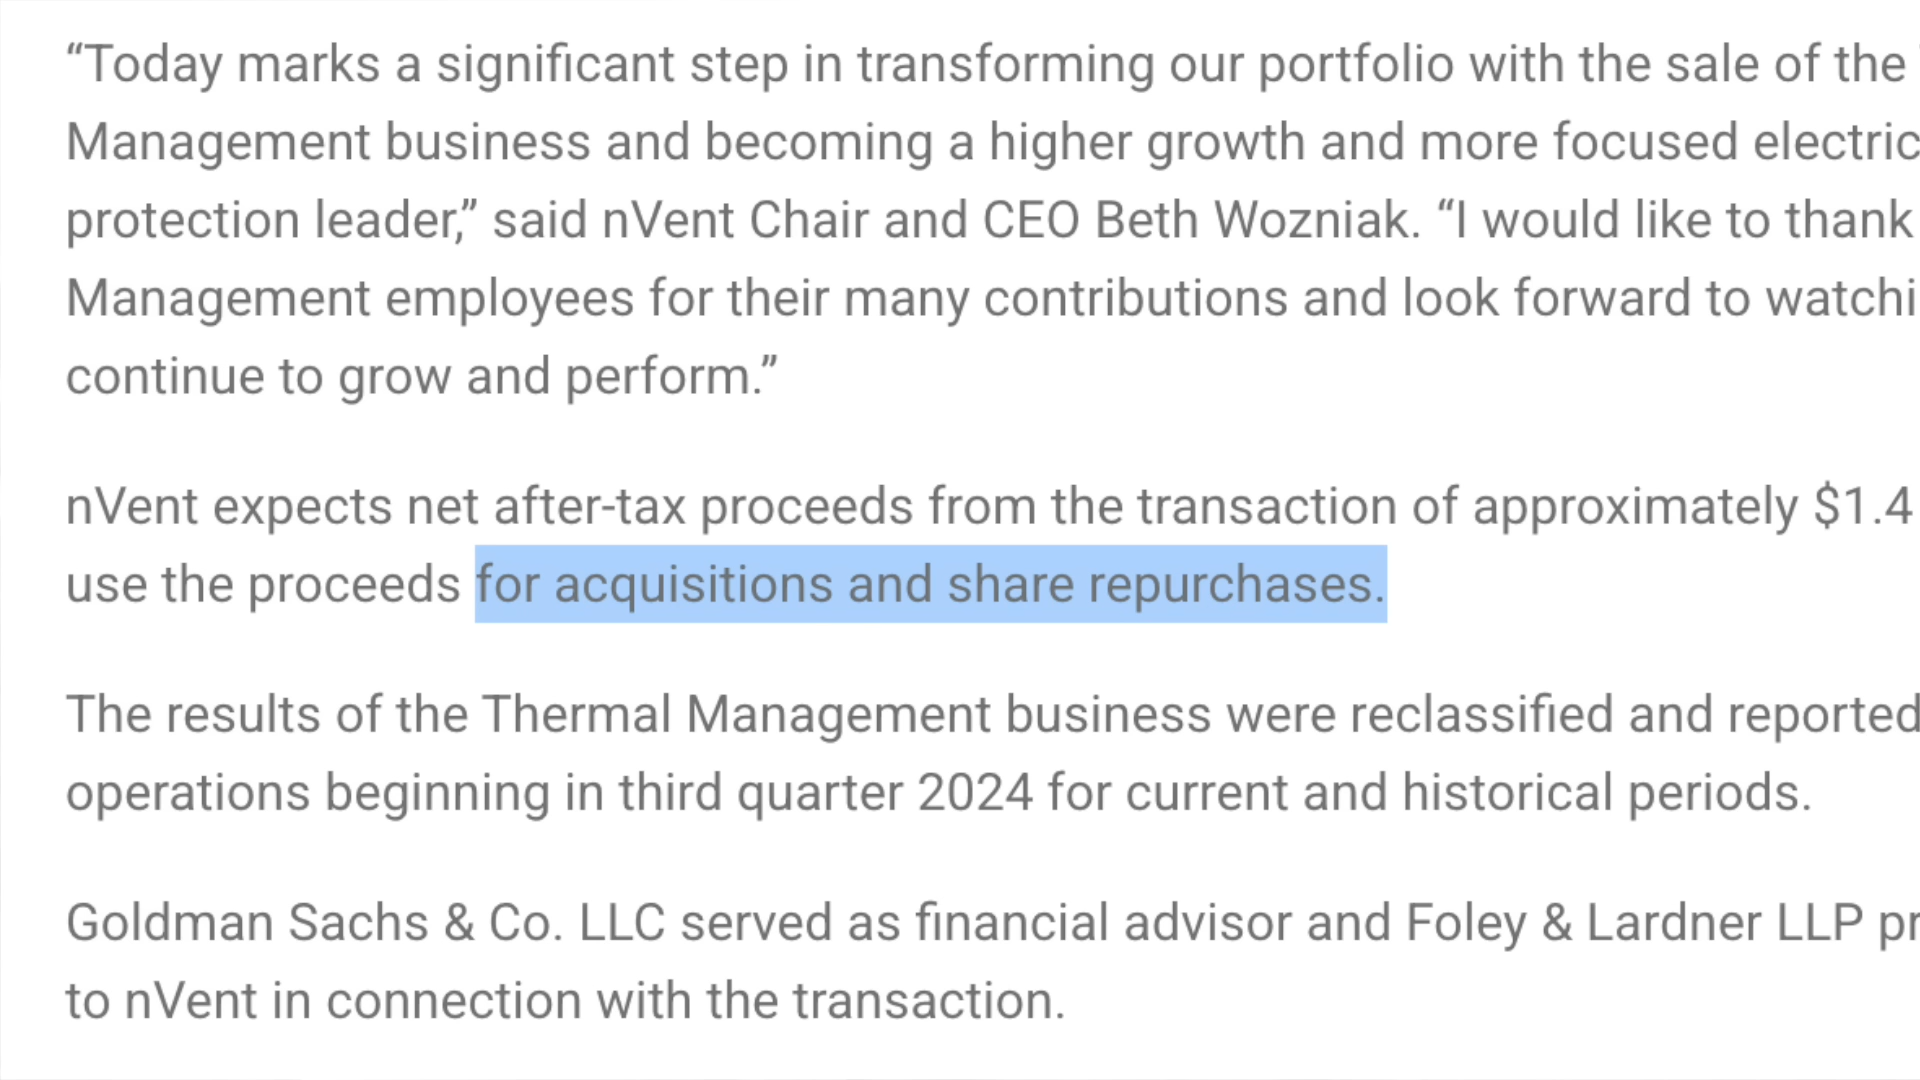 “Today marks a significant step in transforming our portfolio with the sale of the
Management business and becoming a higher growth and more focused electric
protection leader,” said nVent Chair and CEO Beth Wozniak. “I would like to thank
Management employees for their many contributions and look forward to watchi
continue to grow and perform.”
nVent expects net after-tax proceeds from the transaction of approximately $1.4
use the proceeds for acquisitions and share repurchases.
The results of the Thermal Management business were reclassified and reported
operations beginning in third quarter 2024 for current and historical periods.
Goldman Sachs & Co. LLC served as financial advisor and Foley & Lardner LLP pr
to nVent in connection with the transaction.